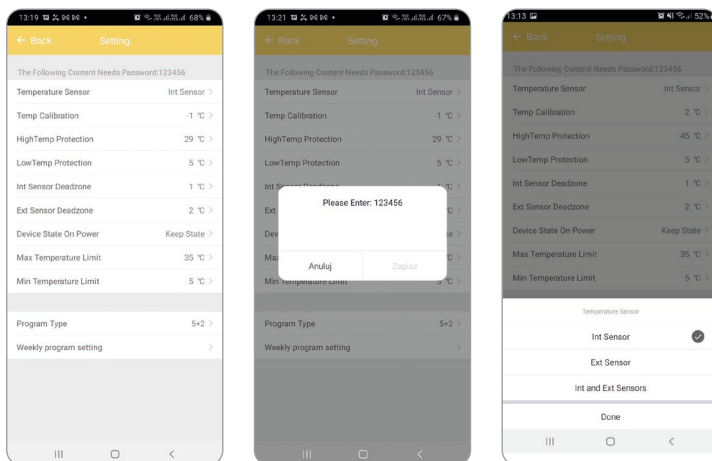 13:19
68%
Back Setting
The Following Content Needs Password:123456
Temperature Sensor Int Sensor >
Temp Calibration -1 °C >
HighTemp Protection 29 °C >
LowTemp Protection 5 °C >
Int Sensor Deadzone 1 °C >
Ext Sensor Deadzone 2 °C >
Device State On Power Keep State >
Max Temperature Limit 35 °C >
Min Temperature Limit 5 °C >
Program Type 5+2 >
Weekly program setting >
13:21
67%
Back Setting
The Following Content Needs Password:123456
Temperature Sensor Int Sensor >
Temp Calibration -1 °C >
HighTemp Protection 29 °C >
LowTemp Protection 5 °C >
Int
Ext
Please Enter: 123456
Anuluj Zapisz
Min Temperature Limit 5 °C >
Program Type 5+2 >
Weekly program setting >
13:13
52%
Back Setting
The Following Content Needs Password:123456
Temperature Sensor Int Sensor >
Temp Calibration 2 °C >
HighTemp Protection 45 °C >
LowTemp Protection 5 °C >
Int Sensor Deadzone 1 °C >
Ext Sensor Deadzone 2 °C >
Device State On Power Keep State >
Max Temperature Limit 35 °C >
Min Temperature Limit 5 °C >
Temperature Sensor
Int Sensor
Ext Sensor
Int and Ext Sensors
Done